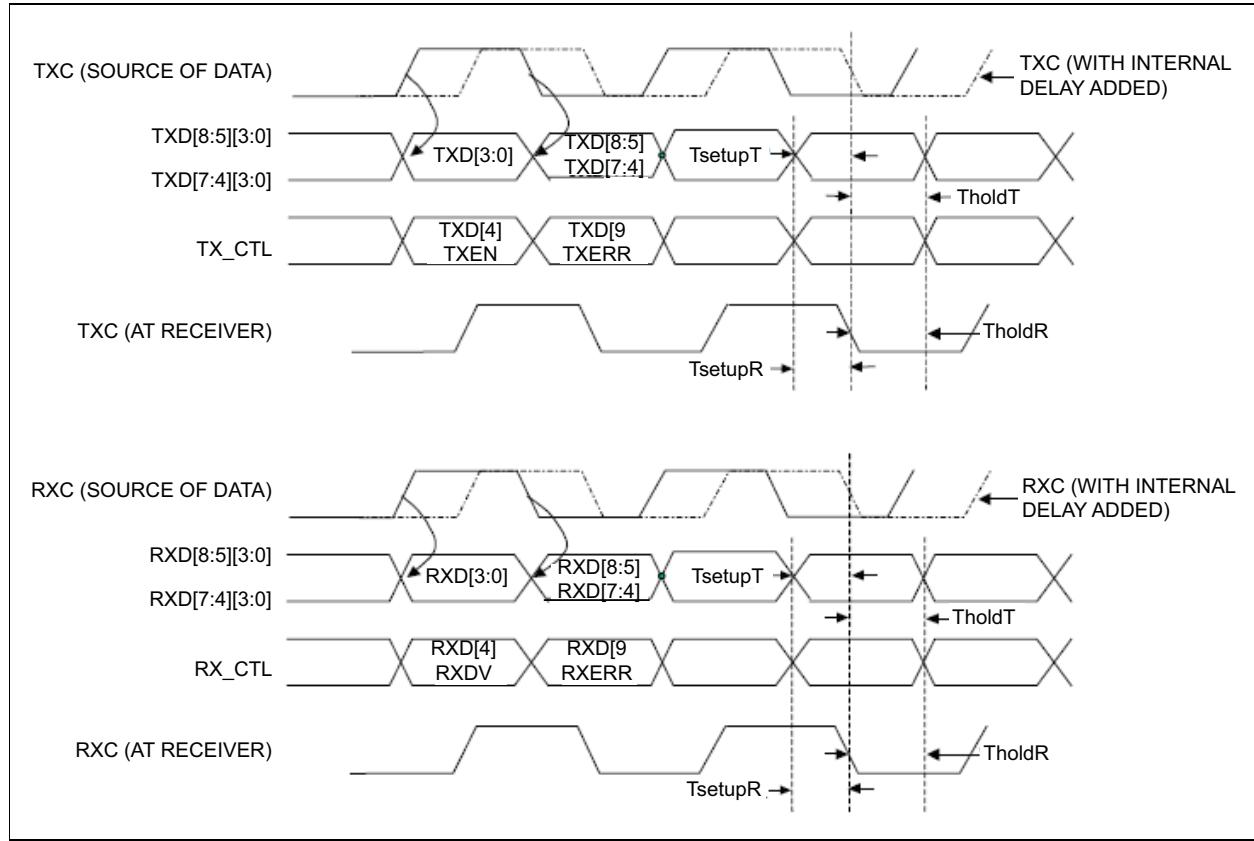 TXC (SOURCE OF DATA)
TXC (WITH INTERNAL
DELAY ADDED)
TXD[8:5][3:0]
TXD[7:4][3:0]
TXD[3:0]
TXD[8:5]
TXD[7:4]
TsetupT
TholdT
TX_CTL
TXD[4]
TXEN
TXD[9
TXERR
TXC (AT RECEIVER)
TholdR
TsetupR
RXC (SOURCE OF DATA)
RXC (WITH INTERNAL
DELAY ADDED)
RXD[8:5][3:0]
RXD[7:4][3:0]
RXD[3:0]
RXD[8:5]
RXD[7:4]
TsetupT
TholdT
RX_CTL
RXD[4]
RXDV
RXD[9
RXERR
RXC (AT RECEIVER)
TholdR
TsetupR